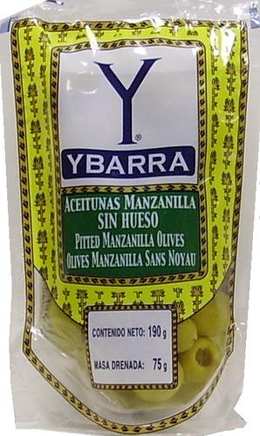 Y
®
YBARRA
ACEITUNAS MANZANILLA
SIN HUESO
PITTED MANZANILLA OLIVES
OLIVES MANZANILLA SANS NOYAU
CONTENIDO NETO: 190 g
MASA DRENADA: 75 g